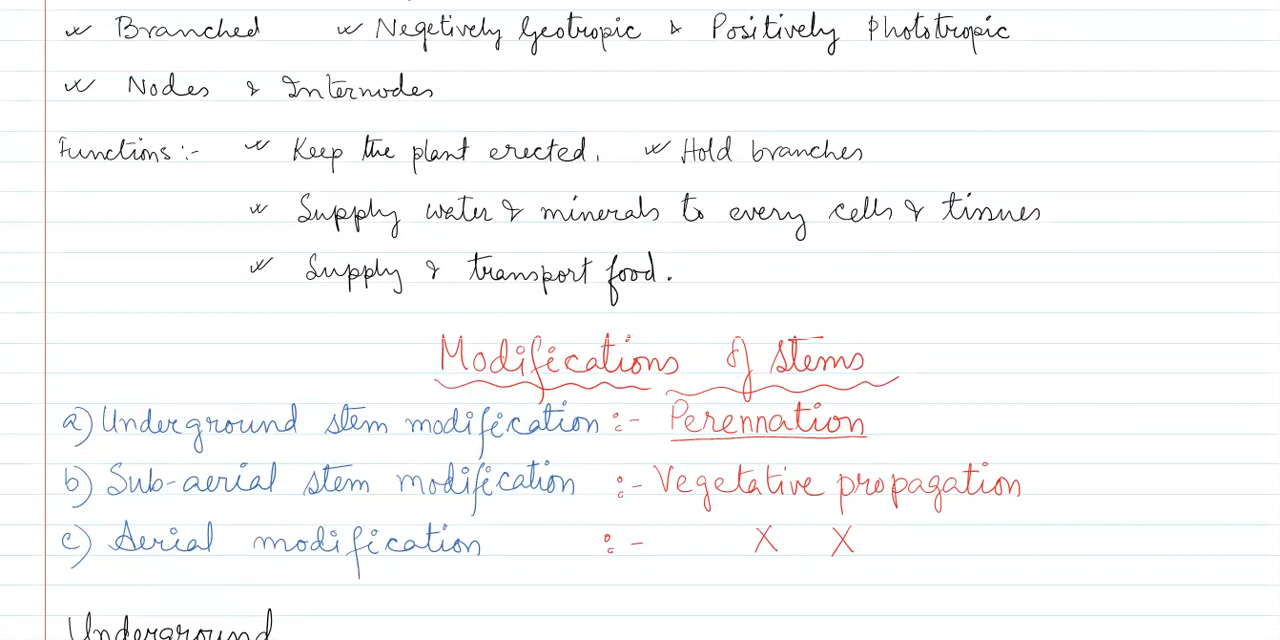 Branched Negetively Geotropic & Positively Phototropic
Nodes & Internodes
Functions :- Keep the plant erected. Hold branches
Supply water & minerals to every cells & tissues
Supply & transport food.
Modifications of stems
a) Underground stem modification :- Perennation
b) Sub-aerial stem modification :- Vegetative propagation
c) Aerial modification :- X X
Underground